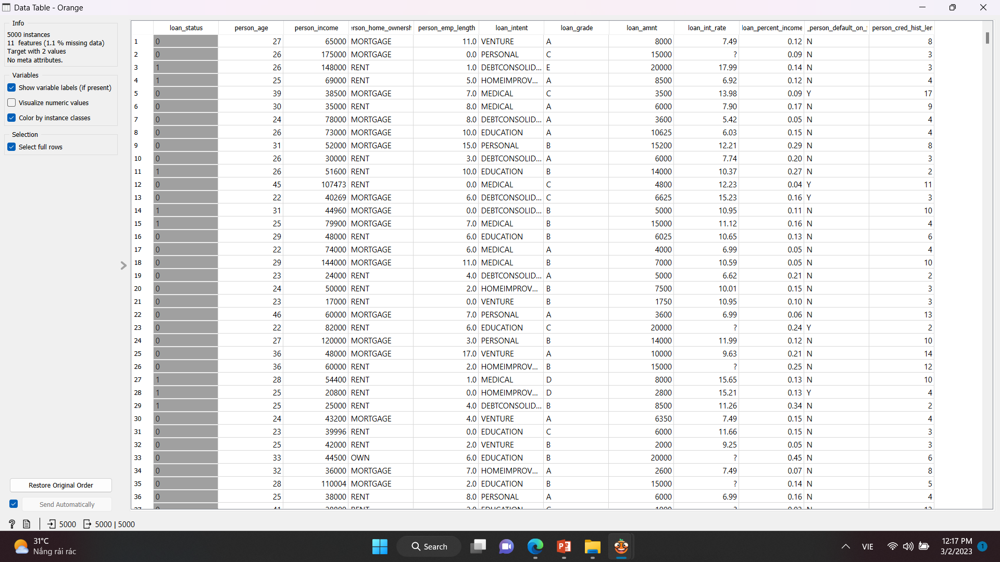 Data Table - Orange
Info
5000 instances
11 features (1.1 % missing data)
Target with 2 values
No meta attributes.
Variables
Show variable labels (if present)
Visualize numeric values
Color by instance classes
Selection
Select full rows
loan_status person_age person_income erson_home_ownersh person_emp_length loan_intent loan_grade loan_amnt loan_int_rate loan_percent_income _person_default_on_ person_cred_hist_len
1 0 27 65000 MORTGAGE 11.0 VENTURE A 8000 7.49 0.12 N 8
2 0 26 175000 MORTGAGE 0.0 PERSONAL C 15000 ? 0.09 N 3
3 1 26 148000 RENT 1.0 DEBTCONSOLID... E 20000 17.99 0.14 N 3
4 1 25 69000 RENT 5.0 HOMEIMPROV... A 8500 6.92 0.12 N 4
5 0 39 38500 MORTGAGE 7.0 MEDICAL C 3500 13.98 0.09 Y 17
6 0 30 35000 RENT 8.0 MEDICAL A 6000 7.90 0.17 N 9
7 0 24 78000 MORTGAGE 8.0 DEBTCONSOLID... A 3600 5.42 0.05 N 4
8 0 26 73000 MORTGAGE 10.0 EDUCATION A 10625 6.03 0.15 N 4
9 0 31 52000 MORTGAGE 15.0 PERSONAL B 15200 12.21 0.29 N 8
10 0 26 30000 RENT 3.0 DEBTCONSOLID... A 6000 7.74 0.20 N 3
11 1 26 51600 RENT 10.0 EDUCATION B 14000 10.37 0.27 N 2
12 0 45 107473 RENT 0.0 MEDICAL C 4800 12.23 0.04 Y 11
13 0 22 40269 MORTGAGE 6.0 DEBTCONSOLID... C 6625 15.23 0.16 Y 3
14 1 31 44960 MORTGAGE 0.0 DEBTCONSOLID... B 5000 10.95 0.11 N 10
15 1 25 79900 MORTGAGE 7.0 MEDICAL B 15000 11.12 0.16 N 4
16 0 29 48000 RENT 6.0 EDUCATION B 6025 10.65 0.13 N 6
17 0 22 74000 MORTGAGE 6.0 MEDICAL A 4000 6.99 0.05 N 4
18 0 29 144000 MORTGAGE 11.0 MEDICAL B 7000 10.59 0.05 N 10
19 0 23 24000 RENT 4.0 DEBTCONSOLID... A 5000 6.62 0.21 N 2
20 0 24 50000 RENT 2.0 HOMEIMPROV... B 7500 10.01 0.15 N 3
21 0 23 17000 RENT 0.0 VENTURE B 1750 10.95 0.10 N 3
22 0 46 60000 MORTGAGE 7.0 PERSONAL A 3600 6.99 0.06 N 13
23 0 22 82000 RENT 6.0 EDUCATION C 20000 ? 0.24 Y 2
24 0 27 120000 MORTGAGE 3.0 PERSONAL B 14000 11.99 0.12 N 10
25 0 36 48000 MORTGAGE 17.0 VENTURE A 10000 9.63 0.21 N 14
26 0 36 60000 RENT 2.0 HOMEIMPROV... B 15000 ? 0.25 N 12
27 1 28 54400 RENT 1.0 MEDICAL D 8000 15.65 0.13 N 10
28 1 25 20800 RENT 0.0 HOMEIMPROV... D 2800 15.21 0.13 Y 4
29 1 25 25000 RENT 4.0 DEBTCONSOLID... B 8500 11.26 0.34 N 2
30 0 24 43200 MORTGAGE 4.0 VENTURE A 6350 7.49 0.15 N 4
31 0 23 39996 RENT 0.0 EDUCATION C 6000 11.66 0.15 N 3
32 0 25 42000 RENT 2.0 VENTURE B 2000 9.25 0.05 N 3
33 0 33 44500 OWN 6.0 EDUCATION B 20000 ? 0.45 N 6
34 0 32 36000 MORTGAGE 7.0 HOMEIMPROV... A 2600 7.49 0.07 N 8
35 0 28 110004 MORTGAGE 2.0 EDUCATION B 15000 ? 0.14 N 5
36 0 25 38000 RENT 8.0 PERSONAL A 6000 6.99 0.16 N 4
Restore Original Order
Send Automatically
5000 5000 | 5000
31°C
Nắng rải rác
Search
VIE
12:17 PM
3/2/2023
1